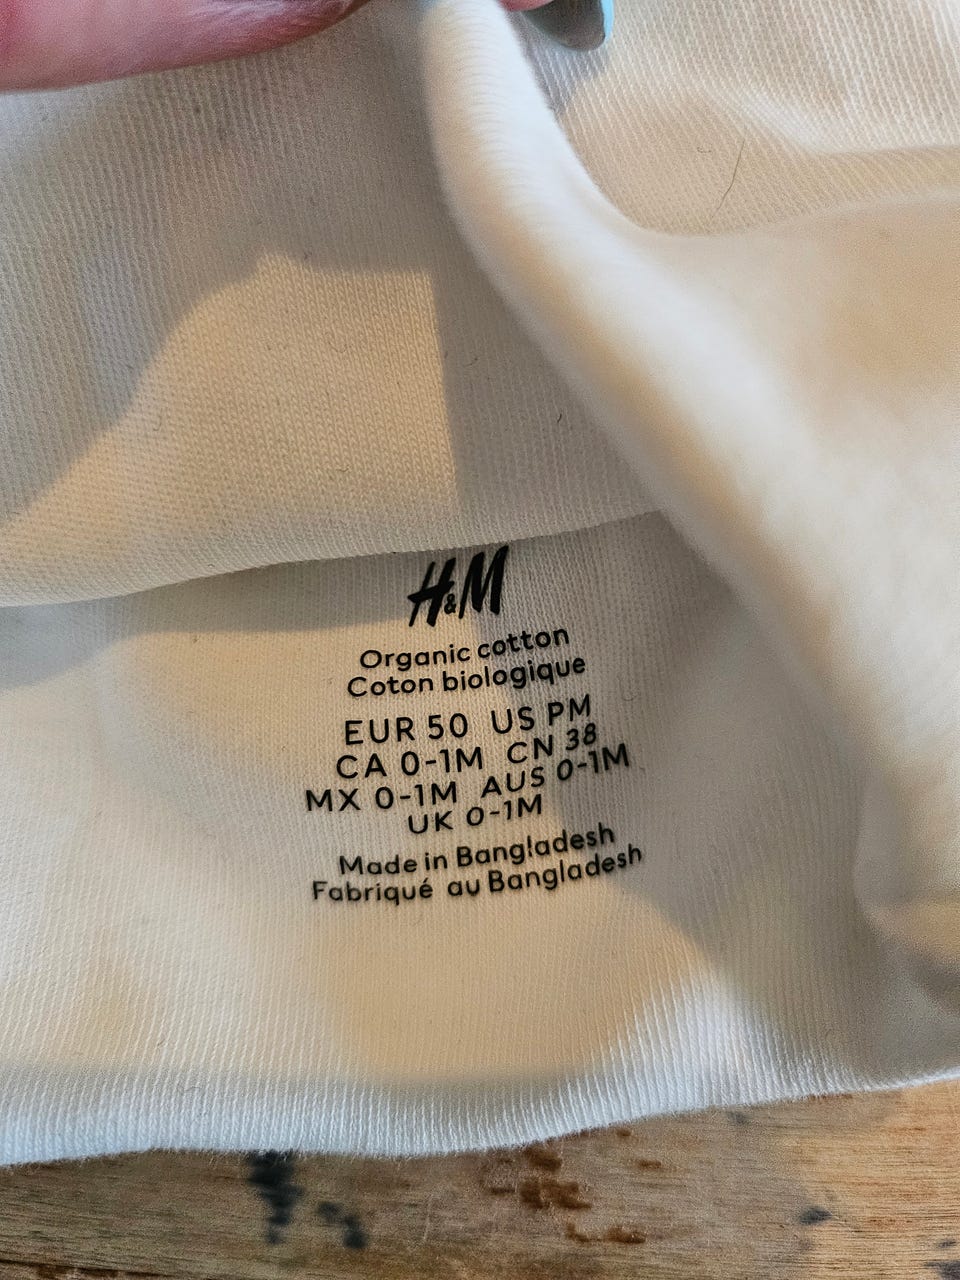 H&M
Organic cotton
Coton biologique
EUR 50 US PM
CA 0-1M CN 38
MX 0-1M AUS 0-1M
UK 0-1M
Made in Bangladesh
Fabriqué au Bangladesh